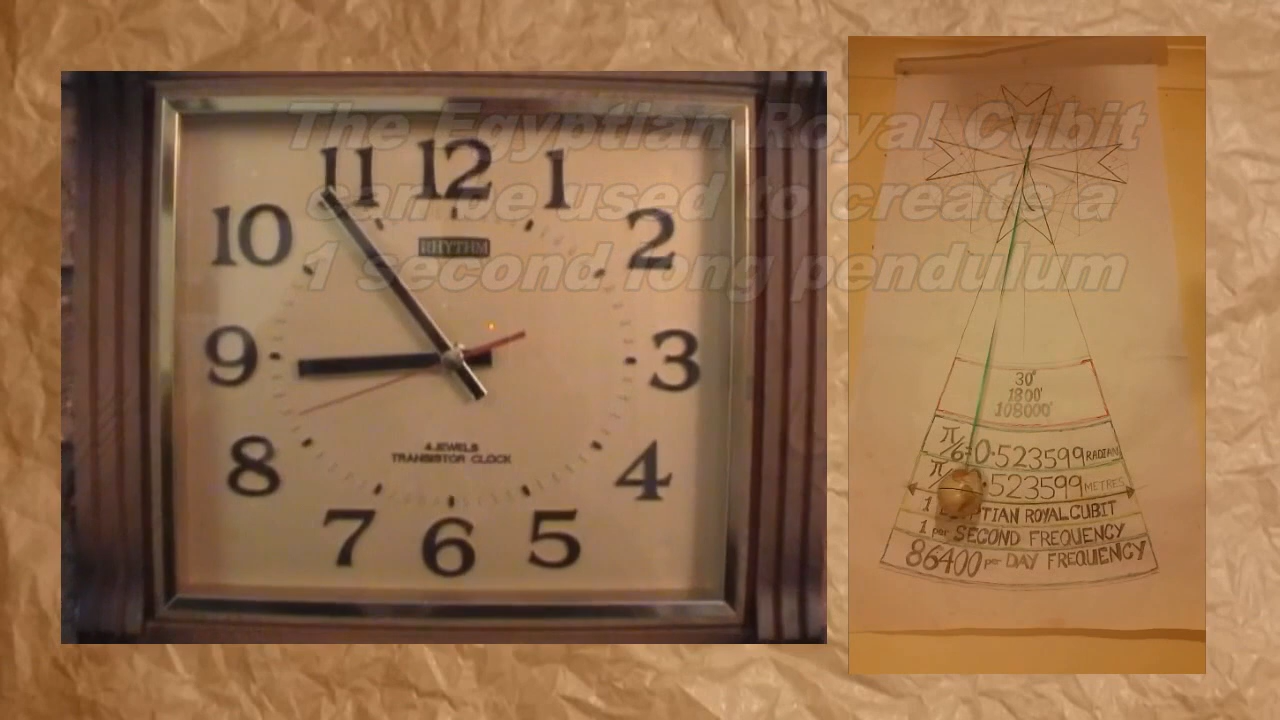 The Egyptian Royal Cubit
can be used to create a
1 second long pendulum
11 12 1
10 2
RHYTHM
9 3
4 JEWELS
TRANSISTOR CLOCK
8 4
7 6 5
30°
1800'
108000"
π/6 = 0.523599 RADIANS
π/ 523599 METRES
1 PTIAN ROYAL CUBIT
1 per SECOND FREQUENCY
86400 per DAY FREQUENCY